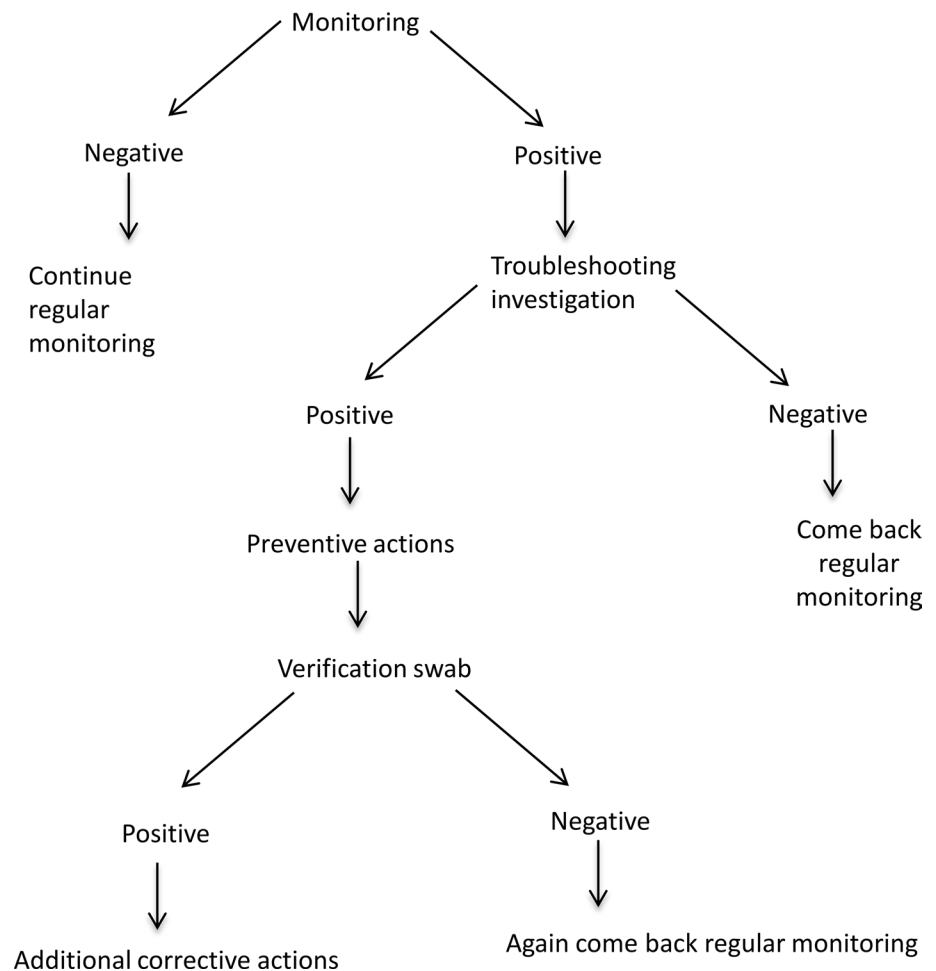 Monitoring
Negative
Positive
Continue
regular
monitoring
Troubleshooting
investigation
Positive
Negative
Preventive actions
Come back
regular
monitoring
Verification swab
Positive
Negative
Additional corrective actions
Again come back regular monitoring